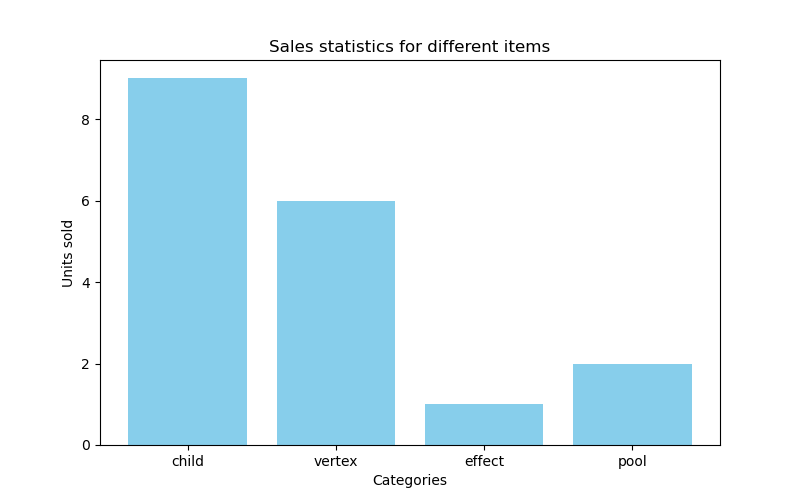 Sales statistics for different items
Units sold
8
6
4
2
0
child vertex effect pool
Categories